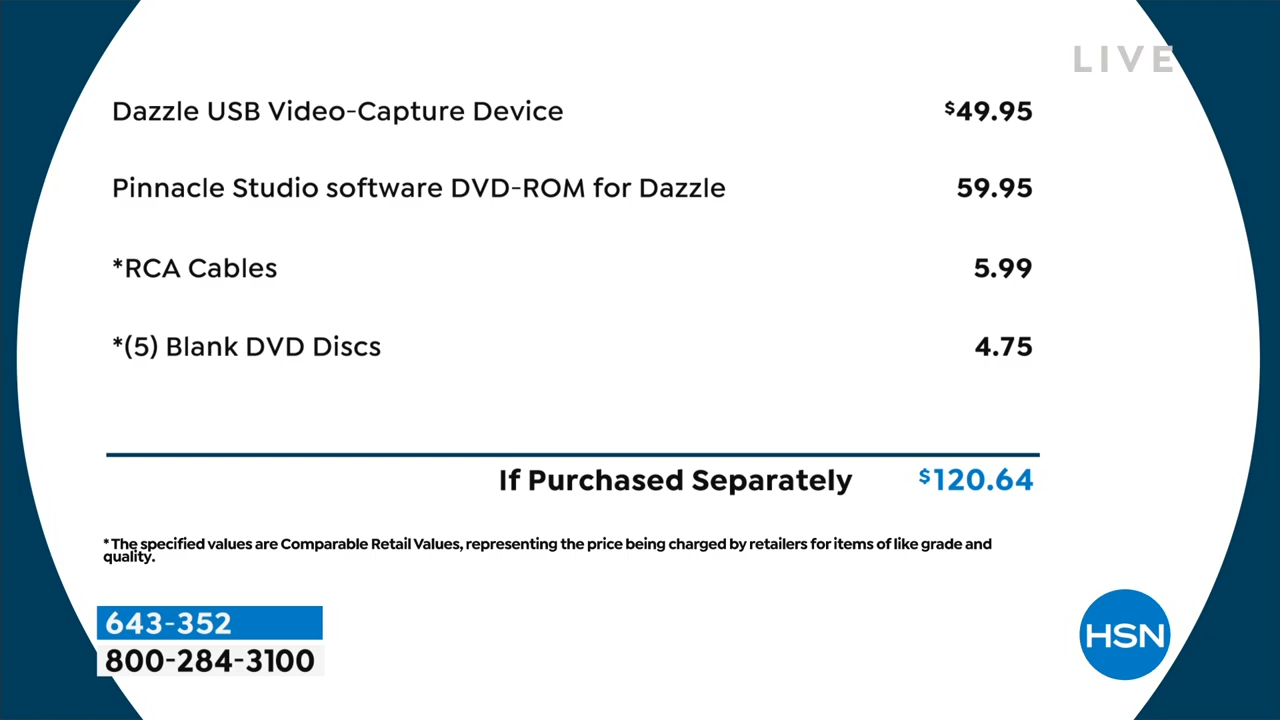 LIVE
Dazzle USB Video-Capture Device $49.95
Pinnacle Studio software DVD-ROM for Dazzle 59.95
*RCA Cables 5.99
*(5) Blank DVD Discs 4.75
If Purchased Separately $120.64
*The specified values are Comparable Retail Values, representing the price being charged by retailers for items of like grade and
quality.
643-352
800-284-3100
HSN